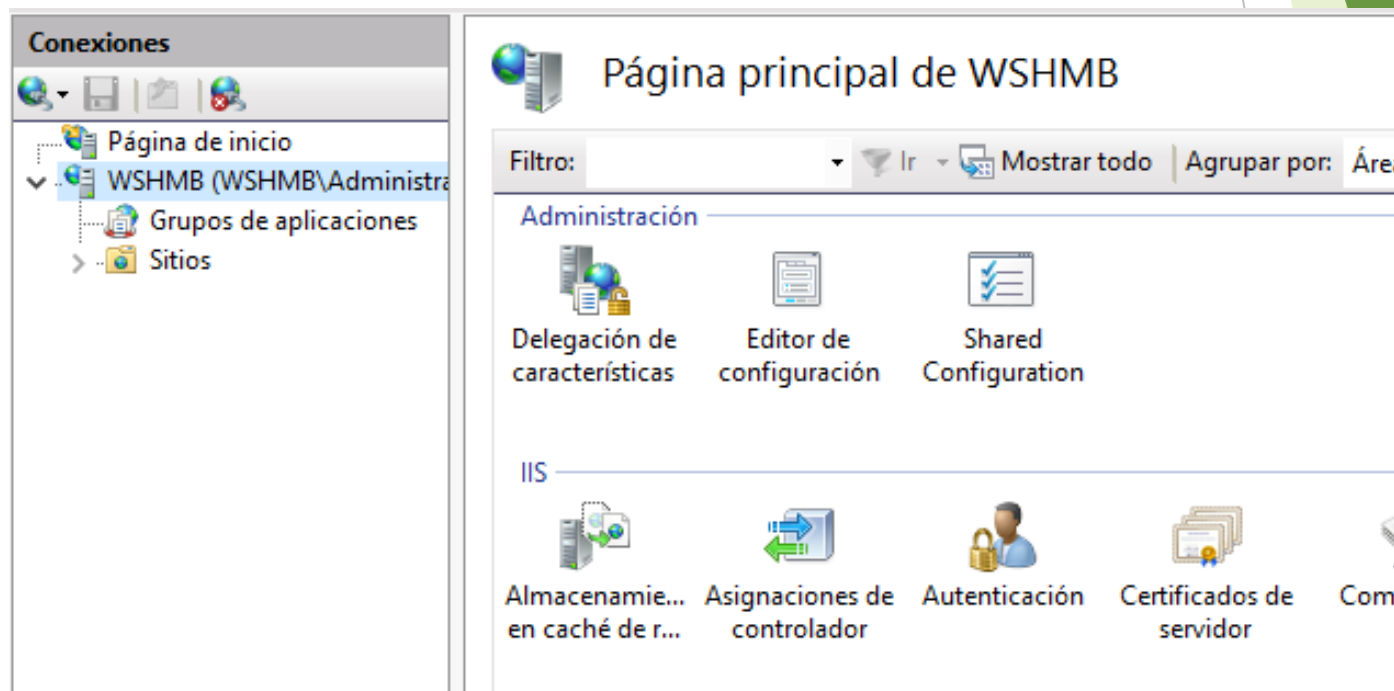 Conexiones
Página de inicio
WSHMB (WSHMB\Administra
Grupos de aplicaciones
Sitios
Página principal de WSHMB
Filtro:
Ir
Mostrar todo
Agrupar por:
Área
Administración
Delegación de
características
Editor de
configuración
Shared
Configuration
IIS
Almacenamie...
en caché de r...
Asignaciones de
controlador
Autenticación
Certificados de
servidor
Com